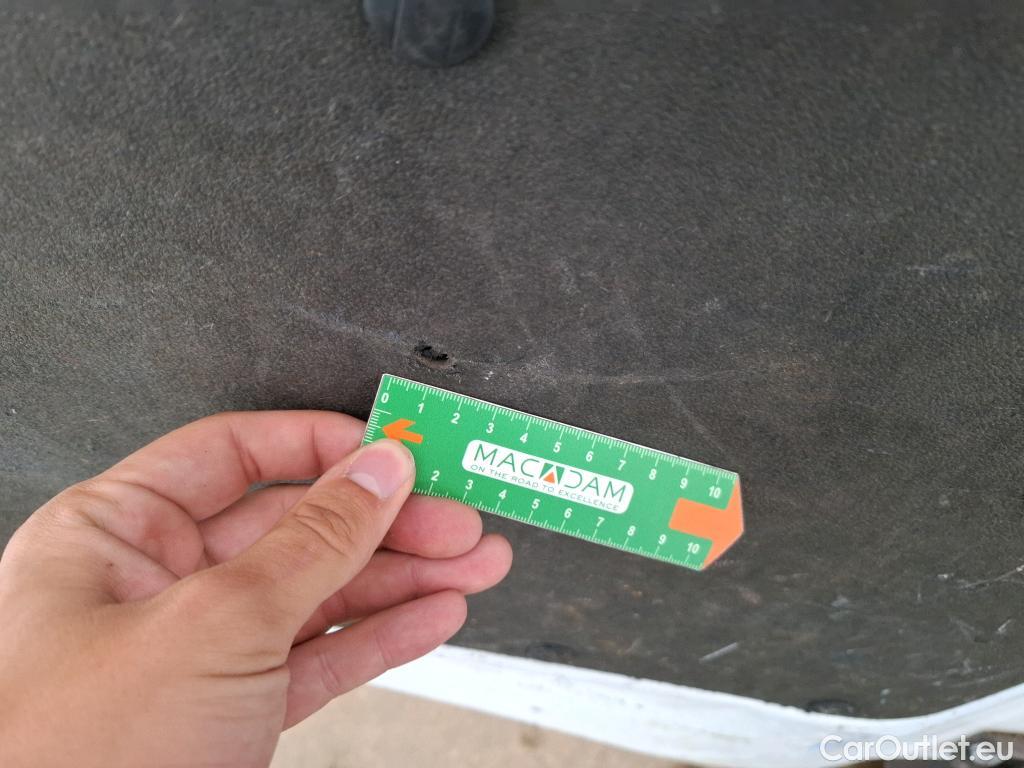 0 1 2 3 4 5 6 7 8 9 10
MACADAM
ON THE ROAD TO EXCELLENCE
2 3 4 5 6 7 8 9 10
CarOutlet.eu